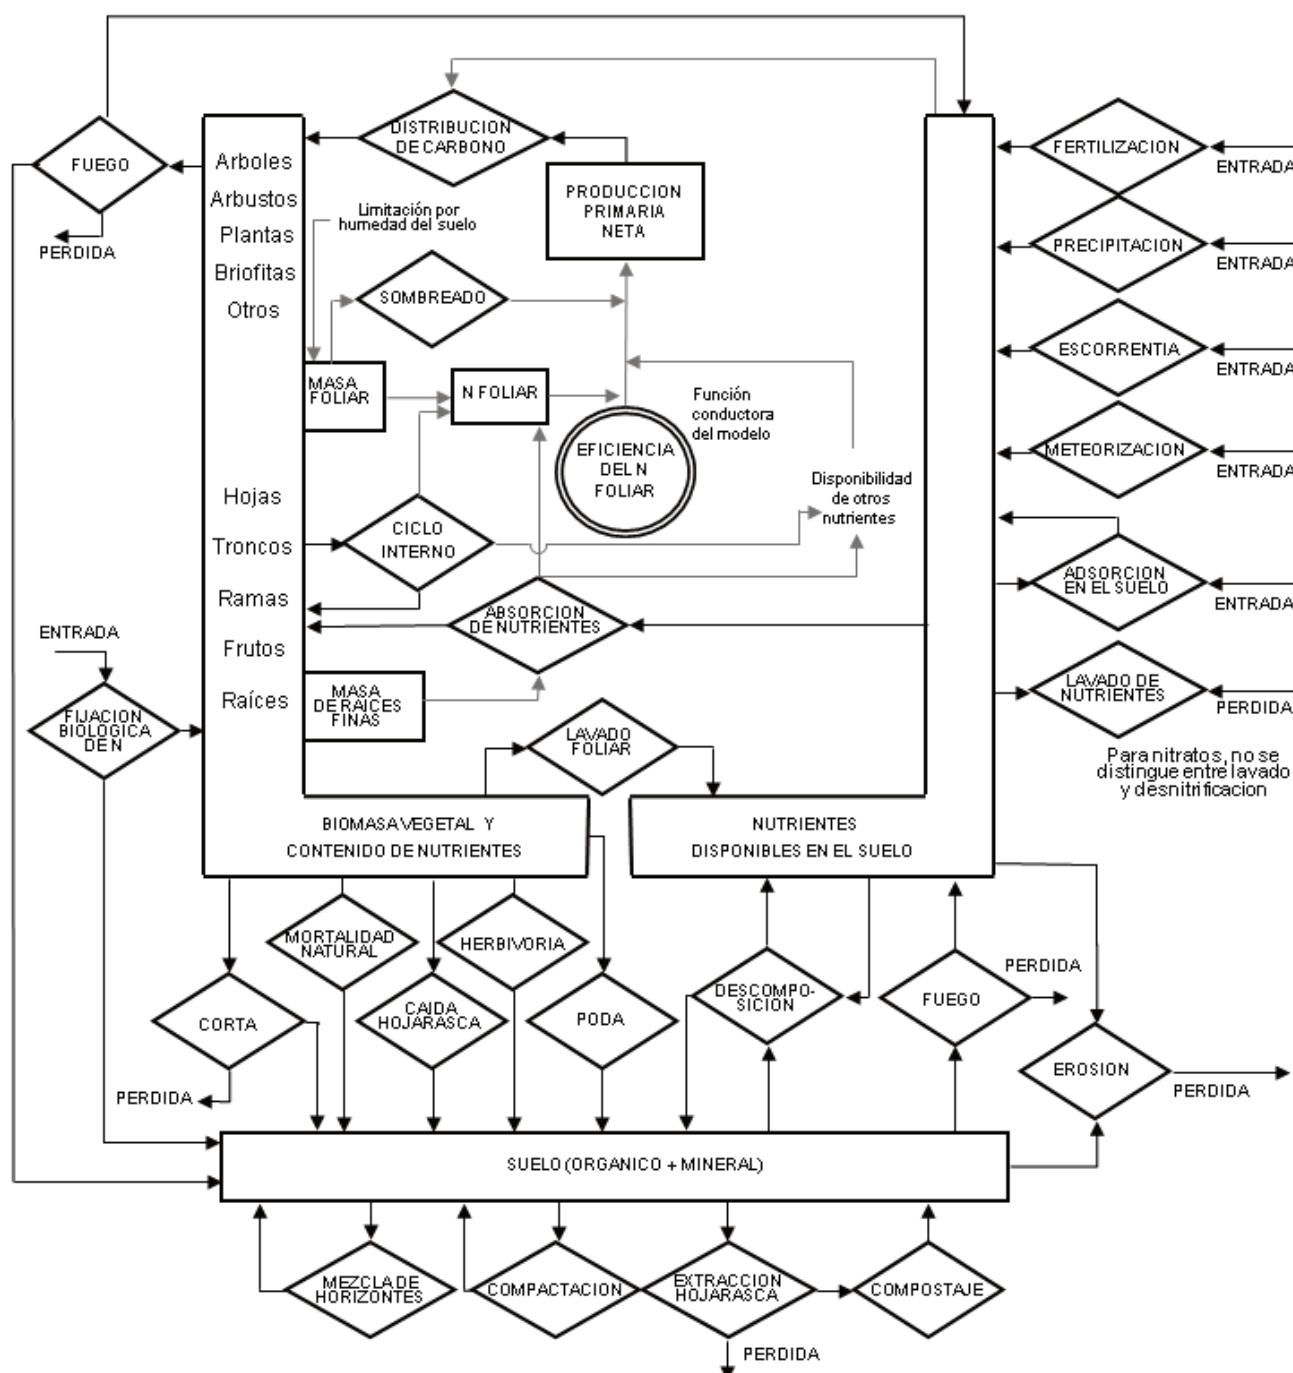 FUEGO
PERDIDA
Arboles
Arbustos
Plantas
Briofitas
Otros
Hojas
Troncos
Ramas
Frutos
Raíces
DISTRIBUCION
DE CARBONO
PRODUCCION
PRIMARIA
NETA
Limitación por
humedad del suelo
SOMBREADO
MASA
FOLIAR
N FOLIAR
EFICIENCIA
DEL N
FOLIAR
Función
conductora
del modelo
Disponibilidad
de otros
nutrientes
CICLO
INTERNO
ABSORCION
DE NUTRIENTES
MASA
DE RAICES
FINAS
LAVADO
FOLIAR
ENTRADA
FIJACION
BIOLOGICA
DE N
FERTILIZACION
ENTRADA
PRECIPITACION
ENTRADA
ESCORRENTIA
ENTRADA
METEORIZACION
ENTRADA
ADSORCION
EN EL SUELO
ENTRADA
LAVADO DE
NUTRIENTES
PERDIDA
Para nitratos, no se
distingue entre lavado
y desnitrificacion
BIOMASA VEGETAL Y
CONTENIDO DE NUTRIENTES
NUTRIENTES
DISPONIBLES EN EL SUELO
MORTALIDAD
NATURAL
HERBIVORIA
CORTA
PERDIDA
CAIDA
HOJARASCA
PODA
DESCOMPO-
SICION
FUEGO
PERDIDA
EROSION
PERDIDA
SUELO (ORGANICO + MINERAL)
MEZCLA DE
HORIZONTES
COMPACTACION
EXTRACCION
HOJARASCA
COMPOSTAJE
PERDIDA